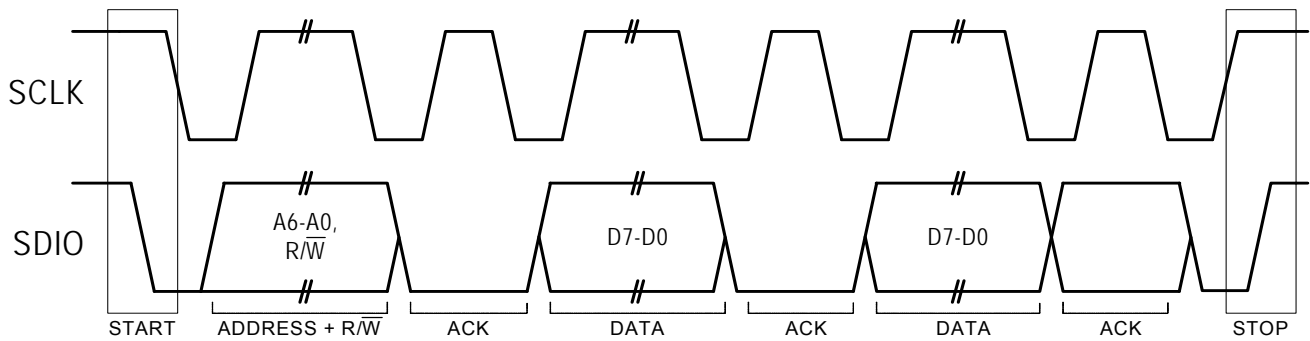 SCLK
SDIO
A6-A0,
R/W̅
D7-D0
D7-D0
START
ADDRESS + R/W̅
ACK
DATA
ACK
DATA
ACK
STOP